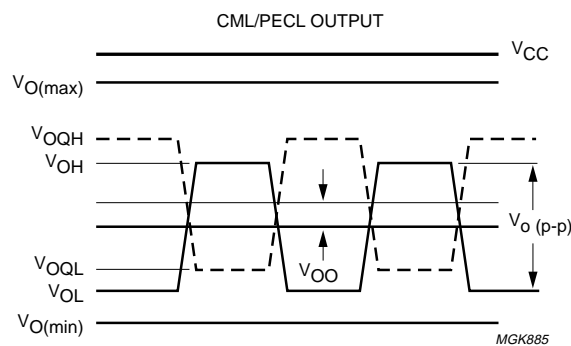 CML/PECL OUTPUT
VCC
VO(max)
VOQH
VOH
Vo (p-p)
VOQL
VOO
VOL
VO(min)
MGK885